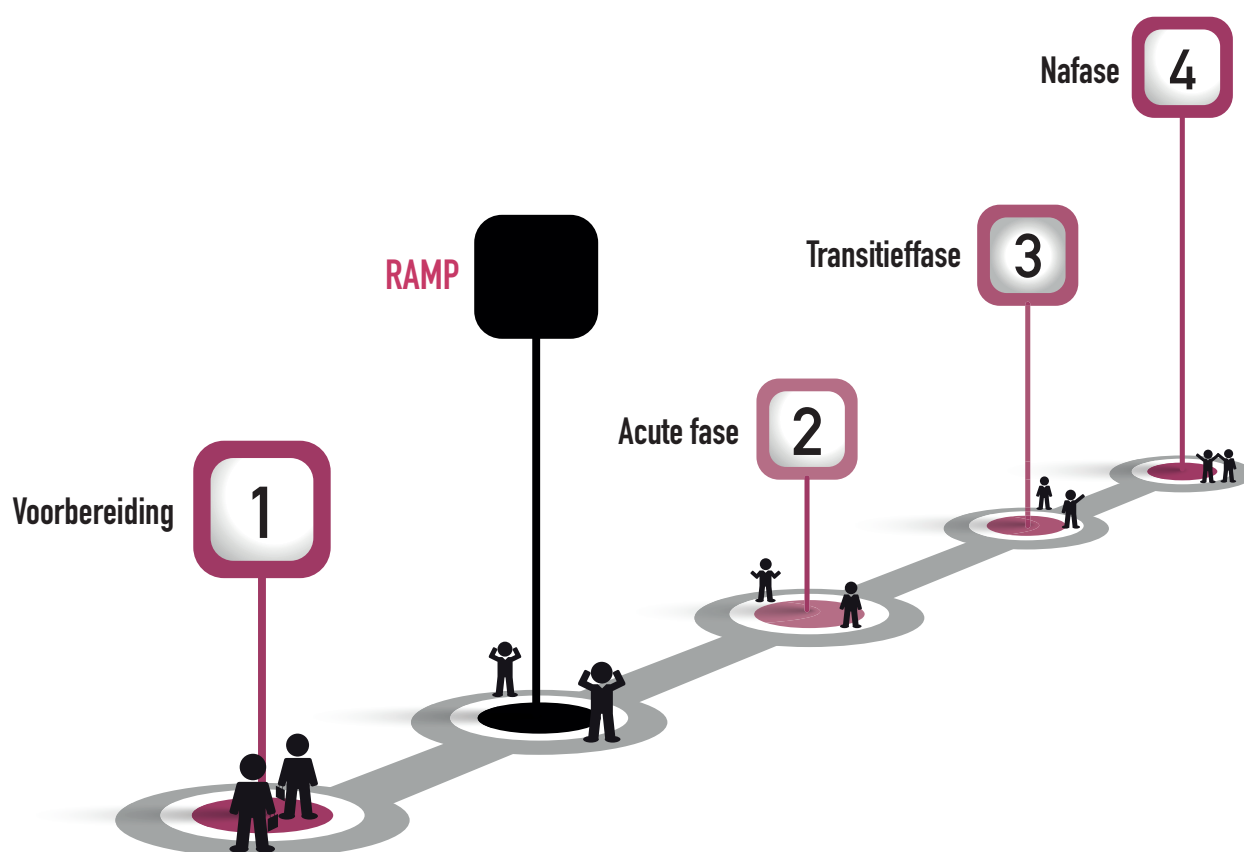 Nafase
4
RAMP
Transitieffase
3
Acute fase
2
Voorbereiding
1